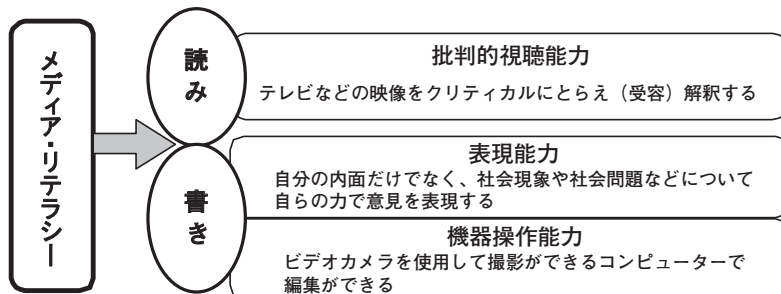 メディア・リテラシー
読み
批判的視聴能力
テレビなどの映像をクリティカルにとらえ（受容）解釈する
書き
表現能力
自分の内面だけでなく、社会現象や社会問題などについて
自らの力で意見を表現する
機器操作能力
ビデオカメラを使用して撮影ができるコンピューターで
編集ができる